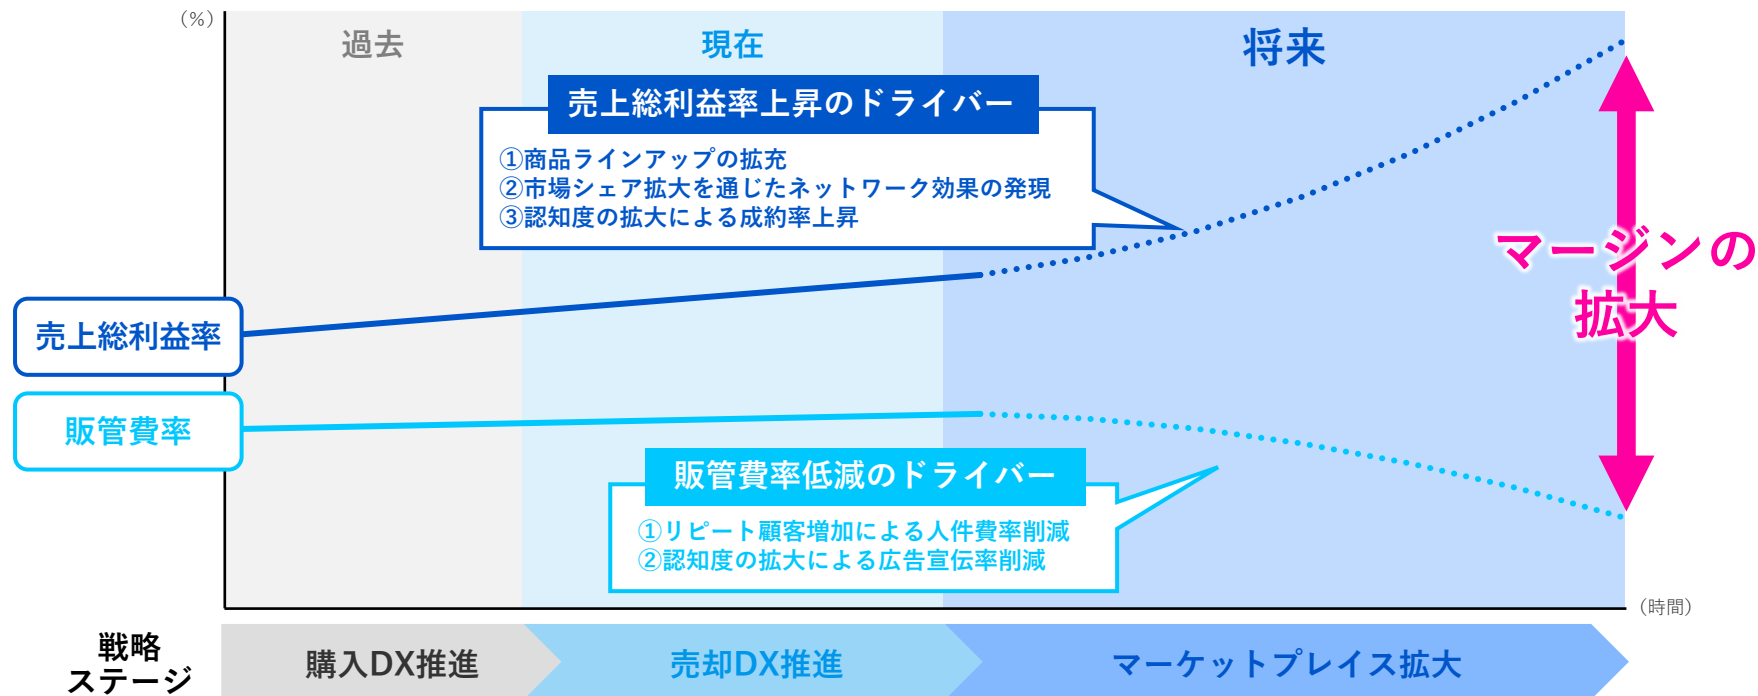 （%）
過去
現在
将来
売上総利益率上昇のドライバー
①商品ラインアップの拡充
②市場シェア拡大を通じたネットワーク効果の発現
③認知度の拡大による成約率上昇
マージンの
拡大
売上総利益率
販管費率
販管費率低減のドライバー
①リピート顧客増加による人件費率削減
②認知度の拡大による広告宣伝率削減
（時間）
戦略
ステージ
購入DX推進
売却DX推進
マーケットプレイス拡大